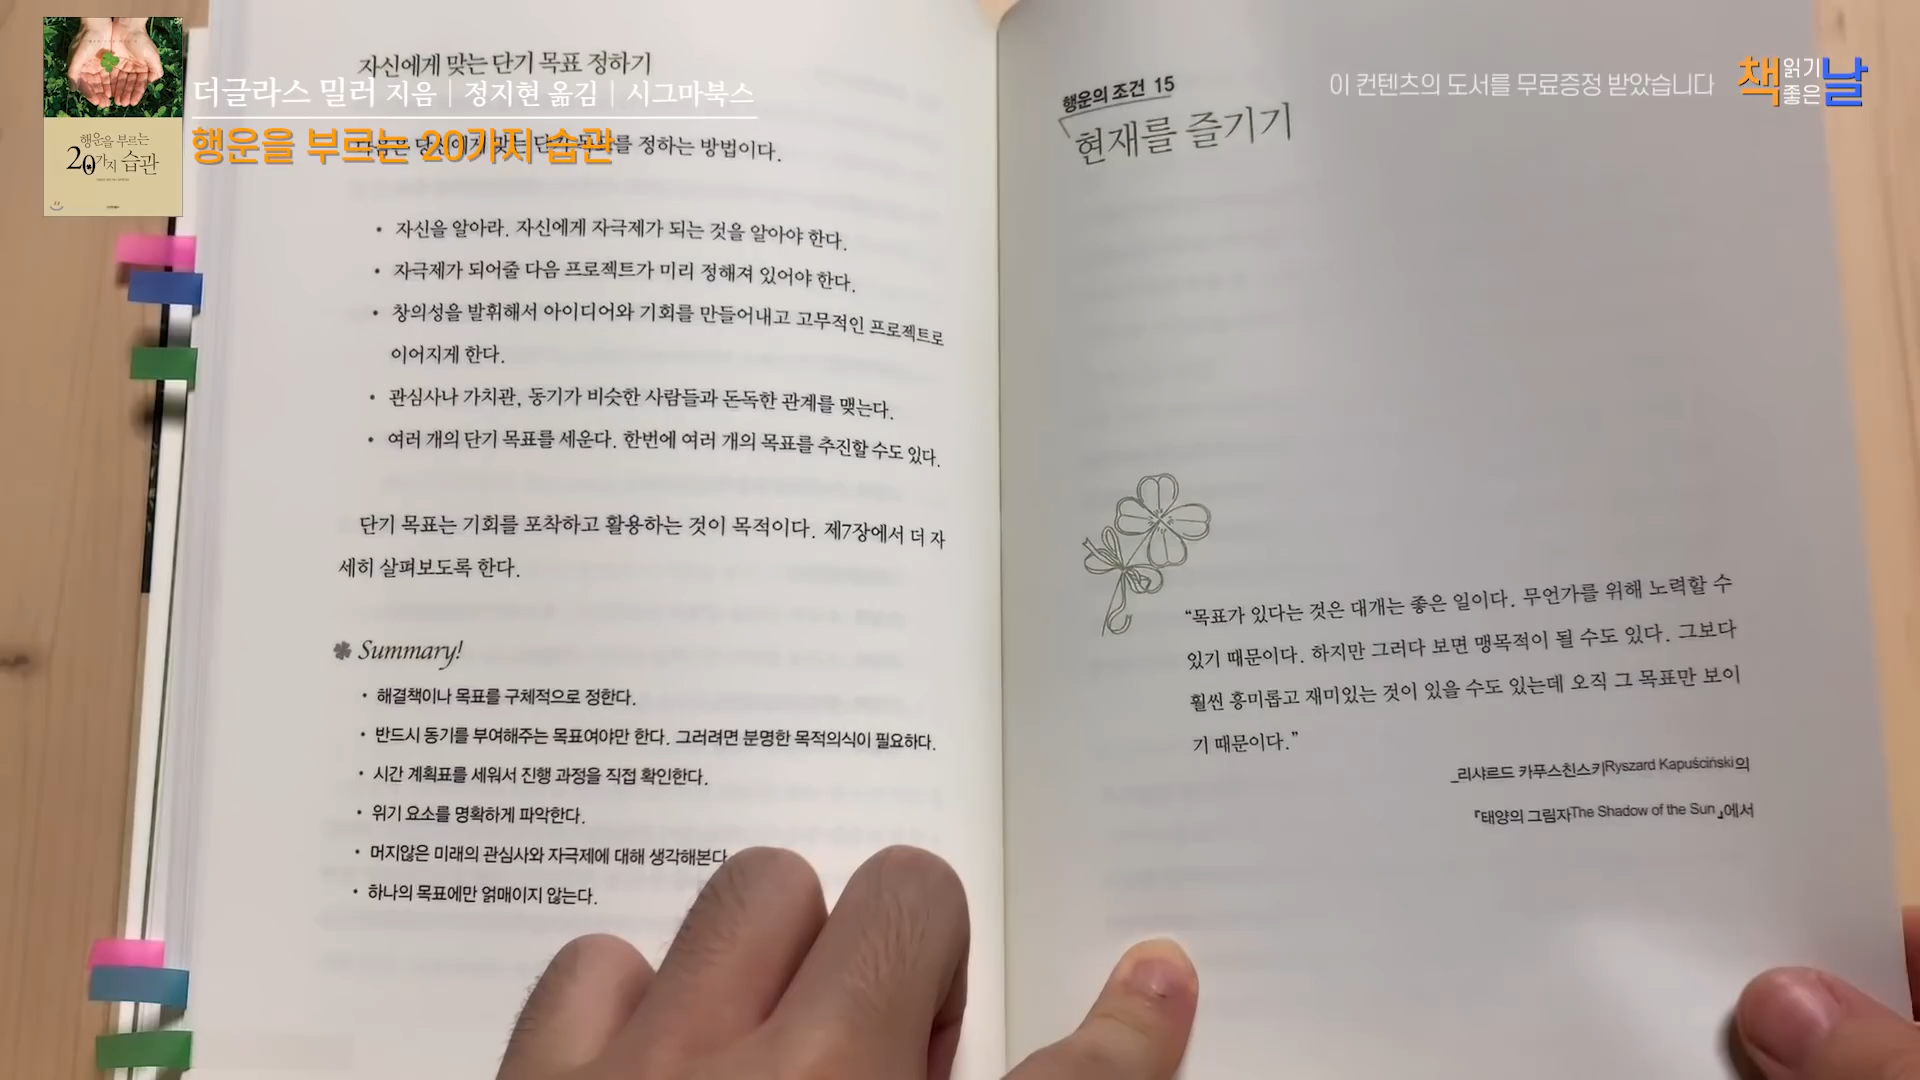 자신에게 맞는 단기 목표 정하기
더글라스 밀러 지음 | 정지현 옮김 | 시그마북스
행운을 부르는 20가지 습관
행운을 부르는
20가지 습관
당신에게 맞는 단기 목표를 정하는 방법이다.
• 자신을 알아라. 자신에게 자극제가 되는 것을 알아야 한다.
• 자극제가 되어줄 다음 프로젝트가 미리 정해져 있어야 한다.
• 창의성을 발휘해서 아이디어와 기회를 만들어내고 고무적인 프로젝트로
이어지게 한다.
• 관심사나 가치관, 동기가 비슷한 사람들과 돈독한 관계를 맺는다.
• 여러 개의 단기 목표를 세운다. 한번에 여러 개의 목표를 추진할 수도 있다.
단기 목표는 기회를 포착하고 활용하는 것이 목적이다. 제7장에서 더 자
세히 살펴보도록 한다.
Summary!
• 해결책이나 목표를 구체적으로 정한다.
• 반드시 동기를 부여해주는 목표여야만 한다. 그러려면 분명한 목적의식이 필요하다.
• 시간 계획표를 세워서 진행 과정을 직접 확인한다.
• 위기 요소를 명확하게 파악한다.
• 머지않은 미래의 관심사와 자극제에 대해 생각해본다
• 하나의 목표에만 얽매이지 않는다.
이 컨텐츠의 도서를 무료증정 받았습니다
책 읽기 좋은 날
행운의 조건 15
현재를 즐기기
“목표가 있다는 것은 대개는 좋은 일이다. 무언가를 위해 노력할 수
있기 때문이다. 하지만 그러다 보면 맹목적이 될 수도 있다. 그보다
훨씬 흥미롭고 재미있는 것이 있을 수도 있는데 오직 그 목표만 보이
기 때문이다.”
_리샤르드 카푸스친스키Ryszard Kapuściński의
『태양의 그림자The Shadow of the Sun』에서